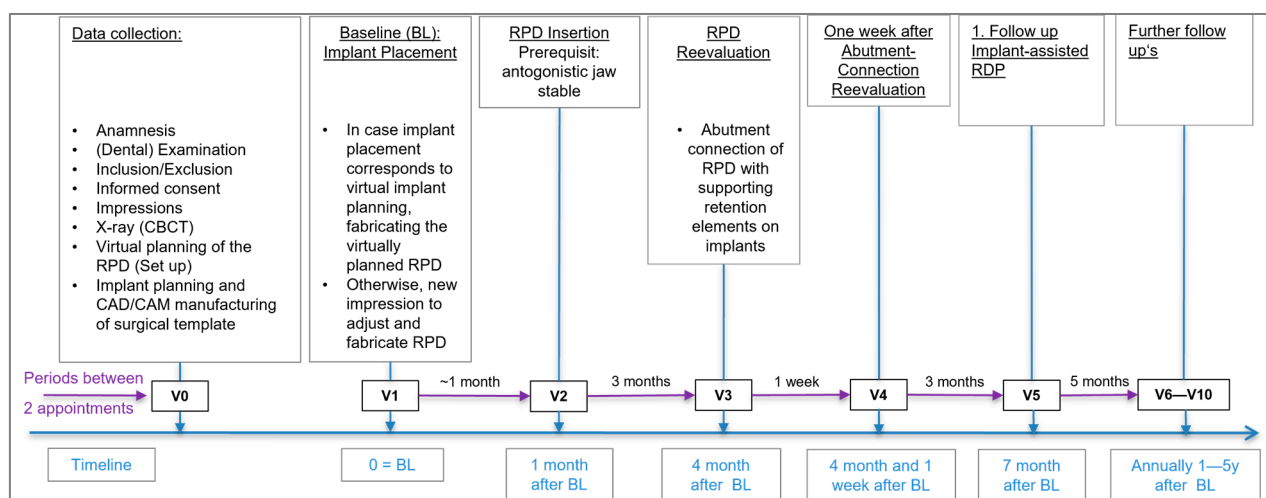 Data collection:
• Anamnesis
• (Dental) Examination
• Inclusion/Exclusion
• Informed consent
• Impressions
• X-ray (CBCT)
• Virtual planning of the
RPD (Set up)
• Implant planning and
CAD/CAM manufacturing
of surgical template
Baseline (BL):
Implant Placement
• In case implant
placement
corresponds to
virtual implant
planning,
fabricating the
virtually
planned RPD
• Otherwise, new
impression to
adjust and
fabricate RPD
RPD Insertion
Prerequisit:
antogonistic jaw
stable
RPD
Reevaluation
• Abutment
connection of
RPD with
supporting
retention
elements on
implants
One week after
Abutment-
Connection
Reevaluation
1. Follow up
Implant-assisted
RDP
Further follow
up's
Periods between
2 appointments
V0
V1
~1 month
V2
3 months
V3
1 week
V4
3 months
V5
5 months
V6—V10
Timeline
0 = BL
1 month
after BL
4 month
after BL
4 month and 1
week after BL
7 month
after BL
Annually 1—5y
after BL